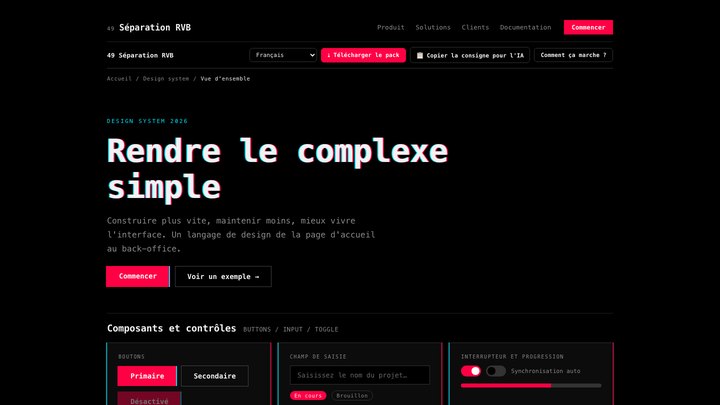 49 Séparation RVB
Produit Solutions Clients Documentation Commencer
49 Séparation RVB
Français
↓ Télécharger le pack
📋 Copier la consigne pour l'IA
Comment ça marche ?
Accueil / Design system / Vue d'ensemble
DESIGN SYSTEM 2026
Rendre le complexe
simple
Construire plus vite, maintenir moins, mieux vivre
l'interface. Un langage de design de la page d'accueil
au back-office.
Commencer
Voir un exemple →
Composants et contrôles BUTTONS / INPUT / TOGGLE
BOUTONS
Primaire
Secondaire
Désactivé
CHAMP DE SAISIE
Saisissez le nom du projet…
En cours
Brouillon
INTERRUPTEUR ET PROGRESSION
Synchronisation auto